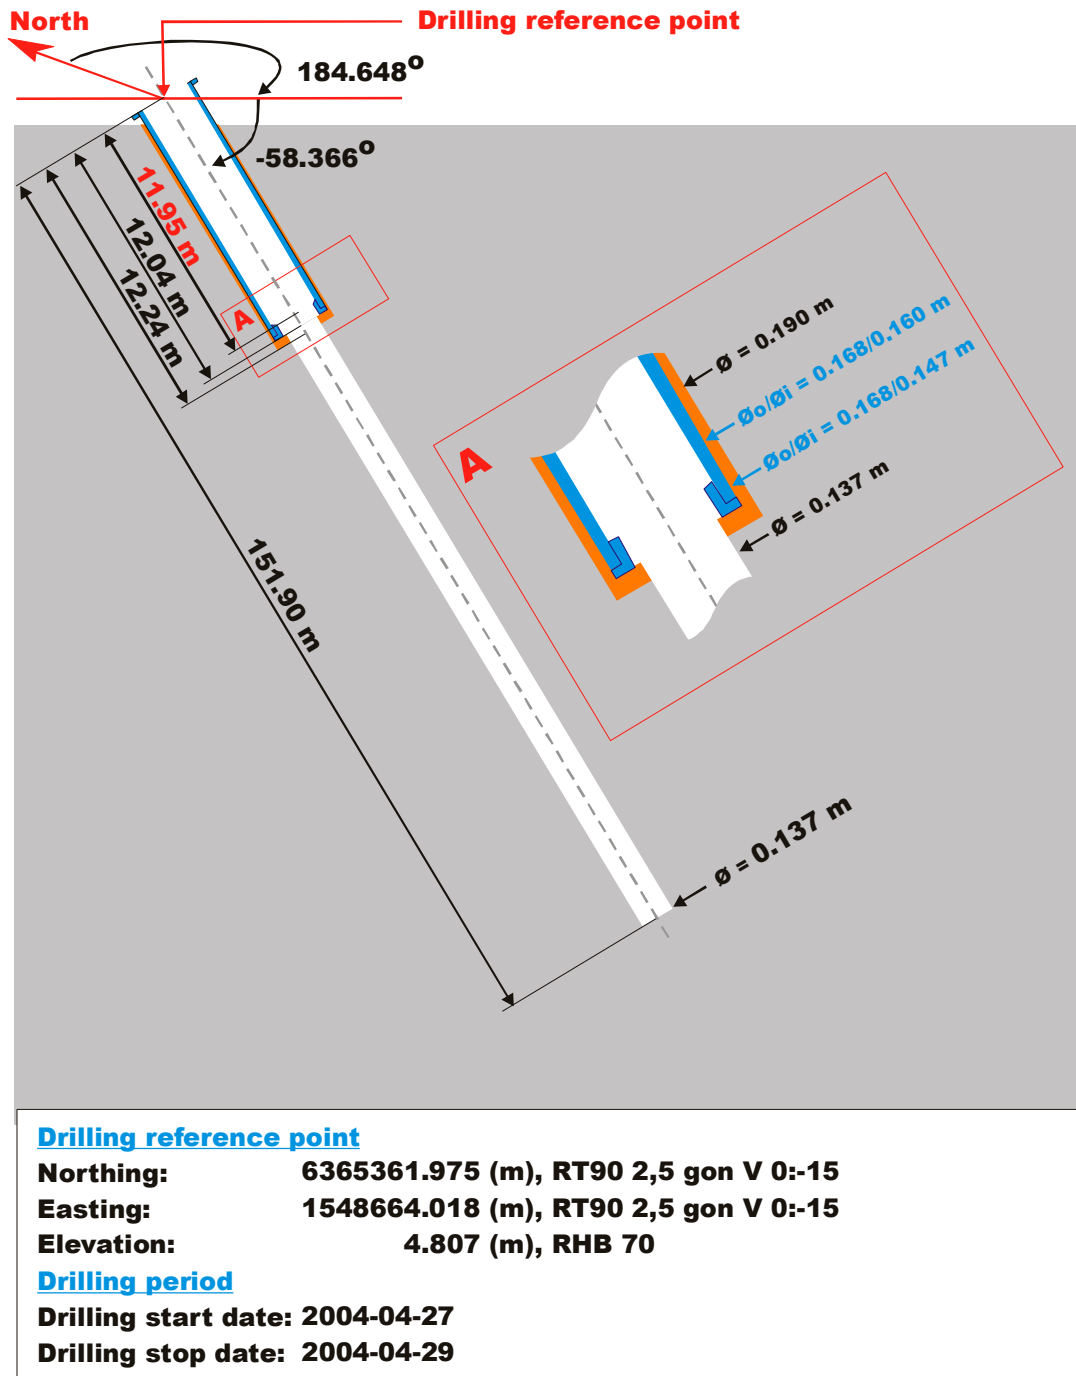 North
Drilling reference point
184.648°
-58.366°
11.95 m
12.04 m
12.24 m
A
151.90 m
A
ø = 0.190 m
Øo/Øi = 0.168/0.160 m
Øo/Øi = 0.168/0.147 m
ø = 0.137 m
ø = 0.137 m
Drilling reference point
Northing: 6365361.975 (m), RT90 2,5 gon V 0:-15
Easting: 1548664.018 (m), RT90 2,5 gon V 0:-15
Elevation: 4.807 (m), RHB 70
Drilling period
Drilling start date: 2004-04-27
Drilling stop date: 2004-04-29